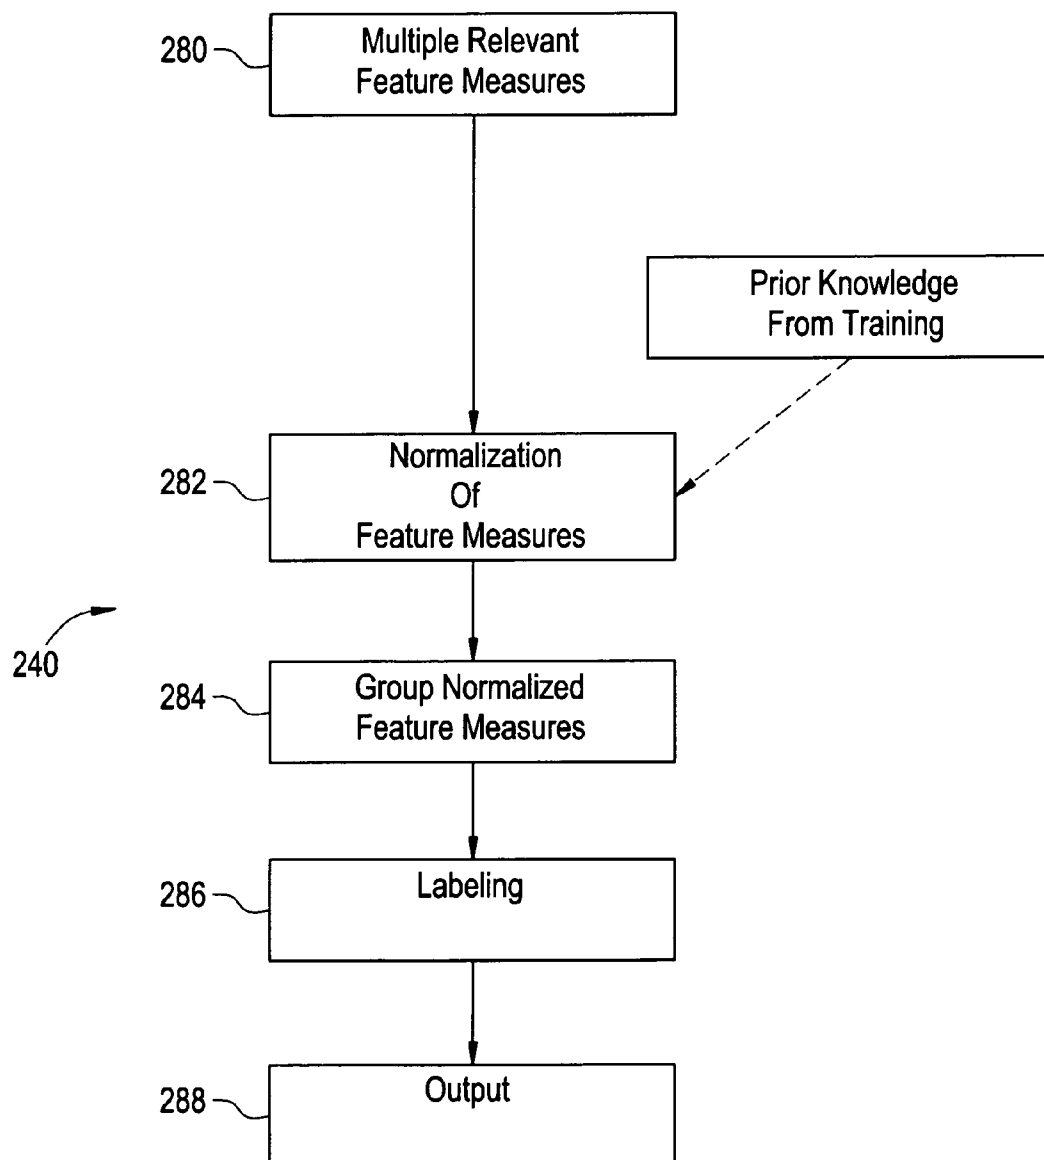 280
Multiple Relevant
Feature Measures
Prior Knowledge
From Training
282
Normalization
Of
Feature Measures
240
284
Group Normalized
Feature Measures
286
Labeling
288
Output